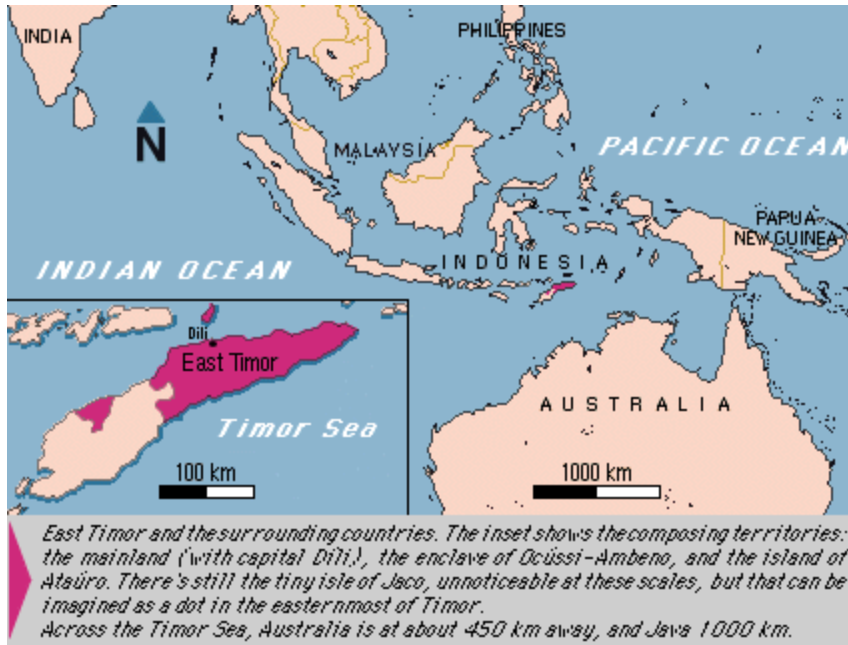 INDIA
PHILIPPINES
N
MALAYSIA
PACIFIC OCEAN
PAPUA
NEW GUINEA
INDONESIA
INDIAN OCEAN
Dili
East Timor
AUSTRALIA
Timor Sea
100 km
1000 km
East Timor and the surrounding countries. The inset shows the composing territories:
the mainland (with capital Díli,), the enclave of Ocússi-Ambeno, and the island of
Ataúro. There's still the tiny isle of Jaco, unnoticeable at these scales, but that can be
imagined as a dot in the easternmost of Timor.
Across the Timor Sea, Australia is at about 450 km away, and Java 1000 km.